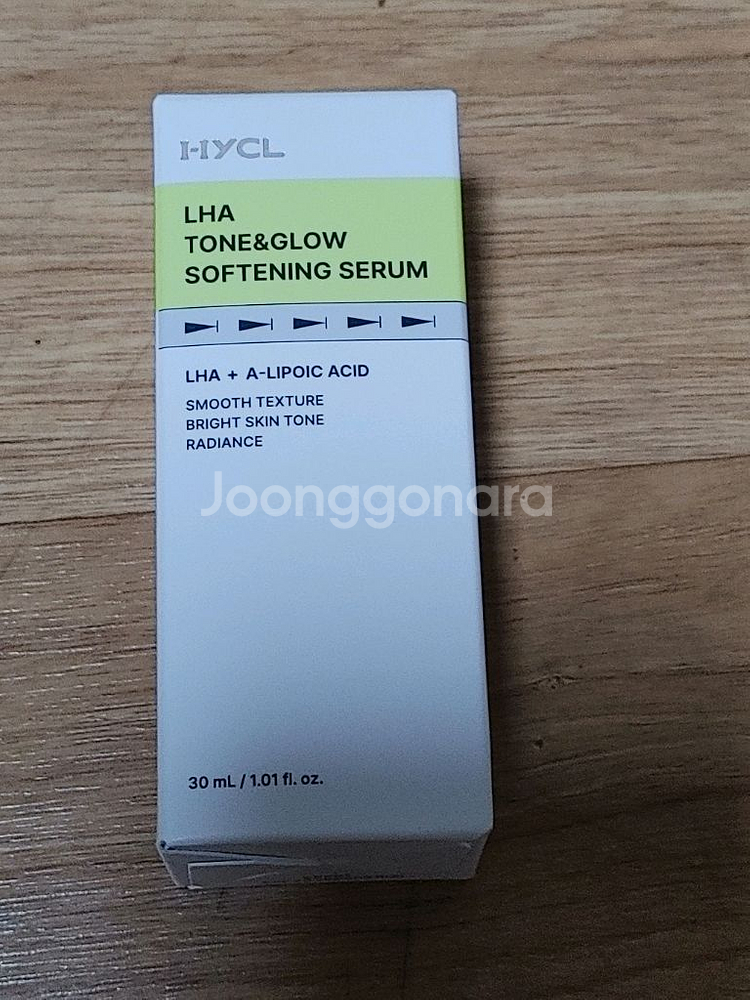 HYCL
LHA
TONE&GLOW
SOFTENING SERUM
LHA + A-LIPOIC ACID
SMOOTH TEXTURE
BRIGHT SKIN TONE
RADIANCE
Joonggonara
30 mL / 1.01 fl. oz.